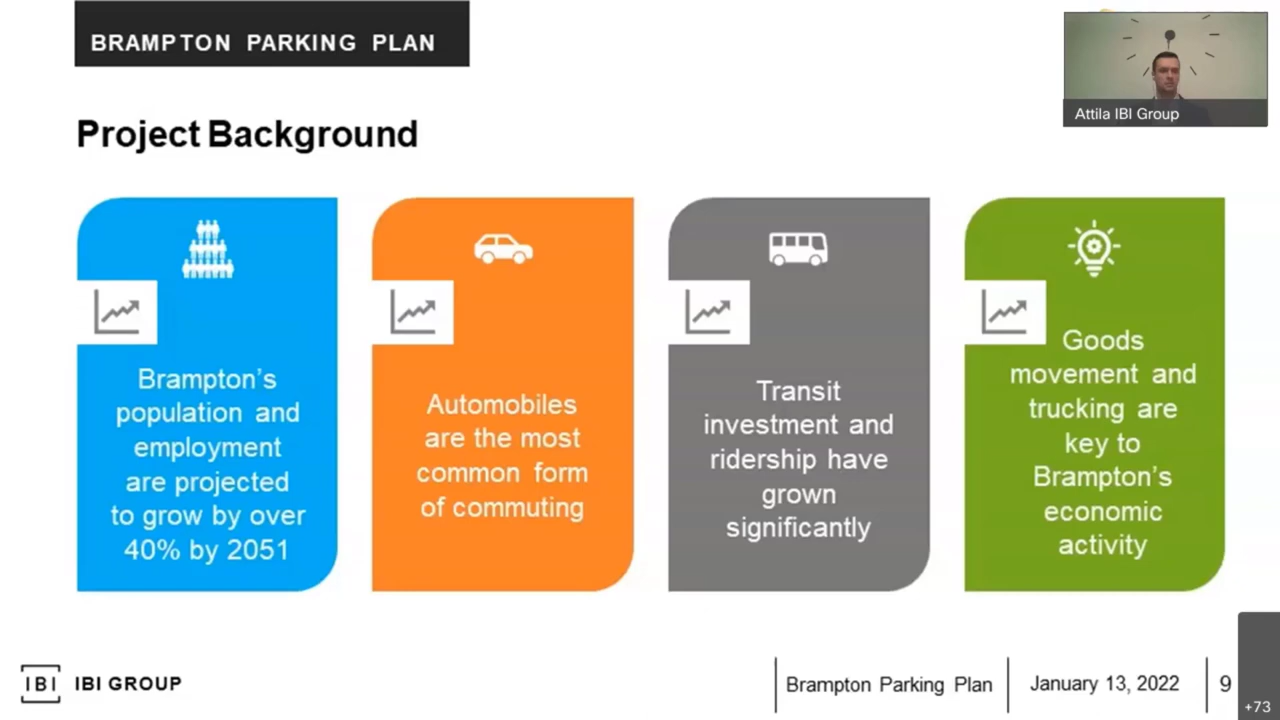 BRAMPTON PARKING PLAN
Attila IBI Group
Project Background
Brampton's
population and
employment
are projected
to grow by over
40% by 2051
Automobiles
are the most
common form
of commuting
Transit
investment and
ridership have
grown
significantly
Goods
movement and
trucking are
key to
Brampton's
economic
activity
IBI
IBI GROUP
Brampton Parking Plan
January 13, 2022
9
+73